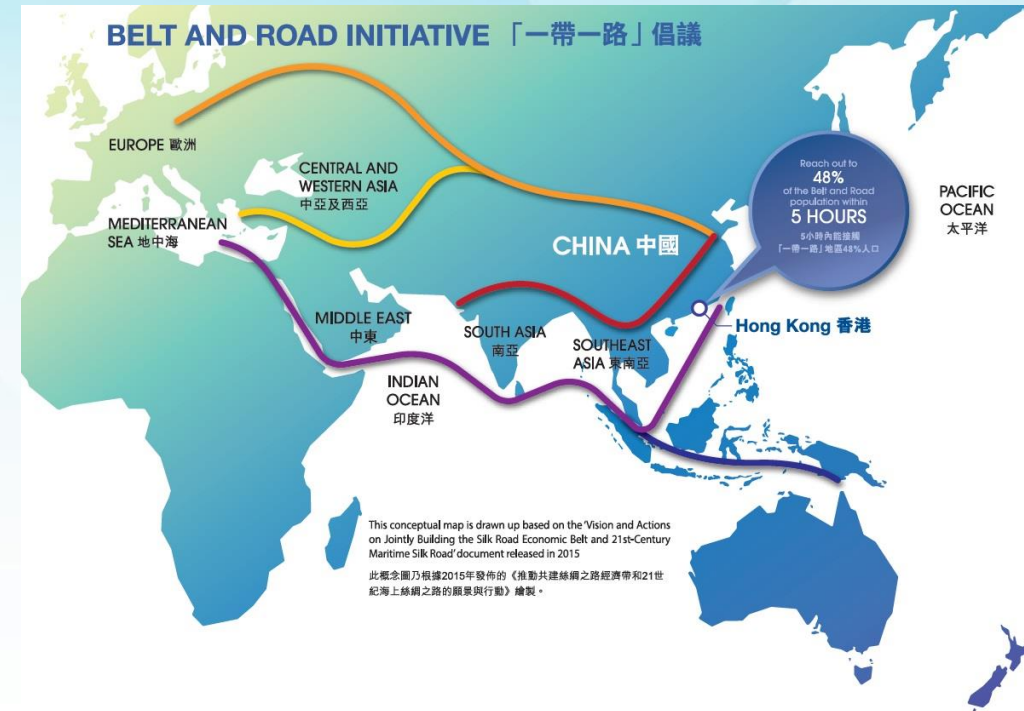 BELT AND ROAD INITIATIVE 「一帶一路」倡議
EUROPE 歐洲
CENTRAL AND
WESTERN ASIA
中亞及西亞
MEDITERRANEAN
SEA 地中海
CHINA 中國
Reach out to
48%
of the Belt and Road
population within
5 HOURS
5小時內能接觸
「一帶一路」地區48%人口
PACIFIC
OCEAN
太平洋
MIDDLE EAST
中東
SOUTH ASIA
南亞
SOUTHEAST
ASIA 東南亞
Hong Kong 香港
INDIAN
OCEAN
印度洋
This conceptual map is drawn up based on the 'Vision and Actions
on Jointly Building the Silk Road Economic Belt and 21st-Century
Maritime Silk Road' document released in 2015
此概念圖乃根據2015年發佈的《推動共建絲綢之路經濟帶和21世
紀海上絲綢之路的願景與行動》繪製。